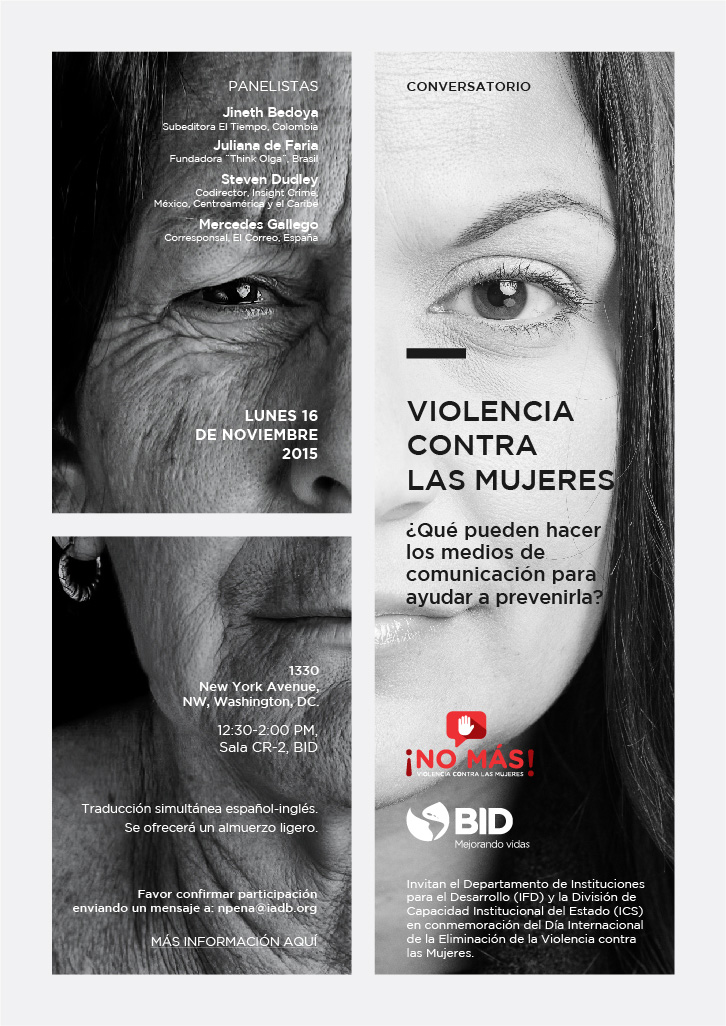 PANELISTAS
Jineth Bedoya
Subeditora El Tiempo, Colombia
Juliana de Faria
Fundadora "Think Olga", Brasil
Steven Dudley
Codirector, Insight Crime,
México, Centroamérica y el Caribe
Mercedes Gallego
Corresponsal, El Correo, España
LUNES 16
DE NOVIEMBRE
2015
1330
New York Avenue,
NW, Washington, DC.
12:30-2:00 PM,
Sala CR-2, BID
Traducción simultánea español-inglés.
Se ofrecerá un almuerzo ligero.
Favor confirmar participación
enviando un mensaje a: npena@iadb.org
MÁS INFORMACIÓN AQUÍ
CONVERSATORIO
VIOLENCIA
CONTRA
LAS MUJERES
¿Qué pueden hacer
los medios de
comunicación para
ayudar a prevenirla?
¡NO MÁS!
VIOLENCIA CONTRA LAS MUJERES
BID
Mejorando vidas
Invitan el Departamento de Instituciones
para el Desarrollo (IFD) y la División de
Capacidad Institucional del Estado (ICS)
en conmemoración del Día Internacional
de la Eliminación de la Violencia contra
las Mujeres.